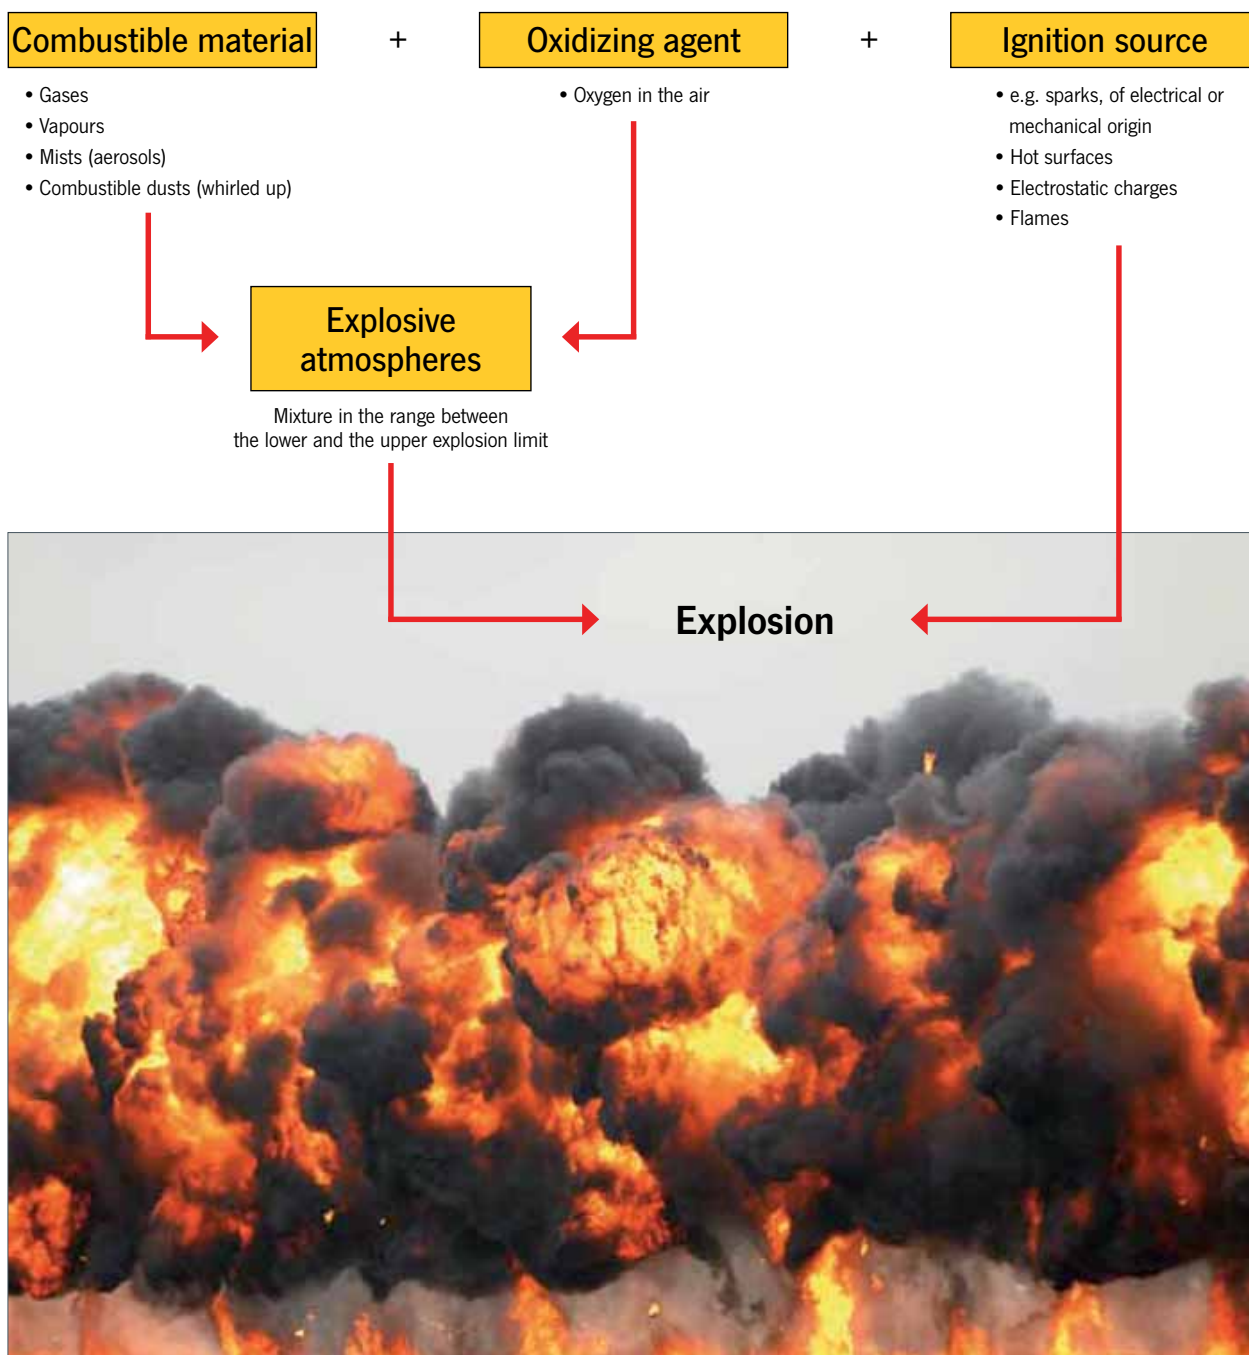 Combustible material + Oxidizing agent + Ignition source
• Gases
• Vapours
• Mists (aerosols)
• Combustible dusts (whirled up)
• Oxygen in the air
• e.g. sparks, of electrical or
mechanical origin
• Hot surfaces
• Electrostatic charges
• Flames
Explosive
atmospheres
Mixture in the range between
the lower and the upper explosion limit
Explosion